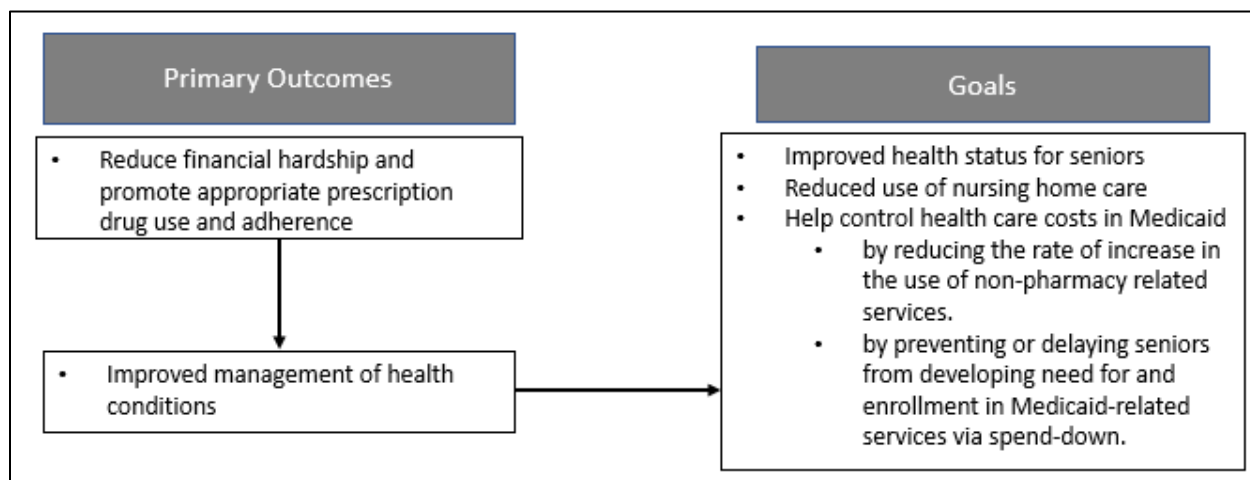 Primary Outcomes
• Reduce financial hardship and
promote appropriate prescription
drug use and adherence
• Improved management of health
conditions
Goals
• Improved health status for seniors
• Reduced use of nursing home care
• Help control health care costs in Medicaid
• by reducing the rate of increase in
the use of non-pharmacy related
services.
• by preventing or delaying seniors
from developing need for and
enrollment in Medicaid-related
services via spend-down.